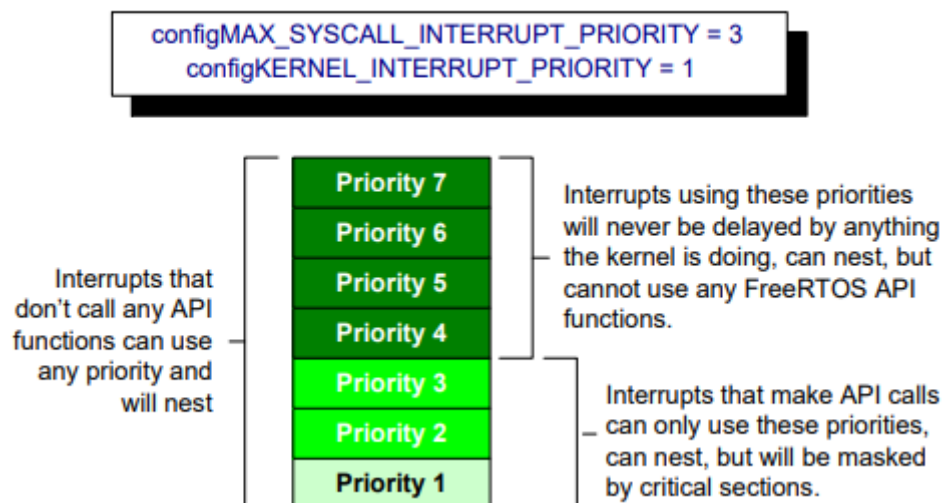 configMAX_SYSCALL_INTERRUPT_PRIORITY = 3
configKERNEL_INTERRUPT_PRIORITY = 1
Interrupts that
don't call any API
functions can use
any priority and
will nest
Priority 7
Priority 6
Priority 5
Priority 4
Priority 3
Priority 2
Priority 1
Interrupts using these priorities
will never be delayed by anything
the kernel is doing, can nest, but
cannot use any FreeRTOS API
functions.
Interrupts that make API calls
can only use these priorities,
can nest, but will be masked
by critical sections.